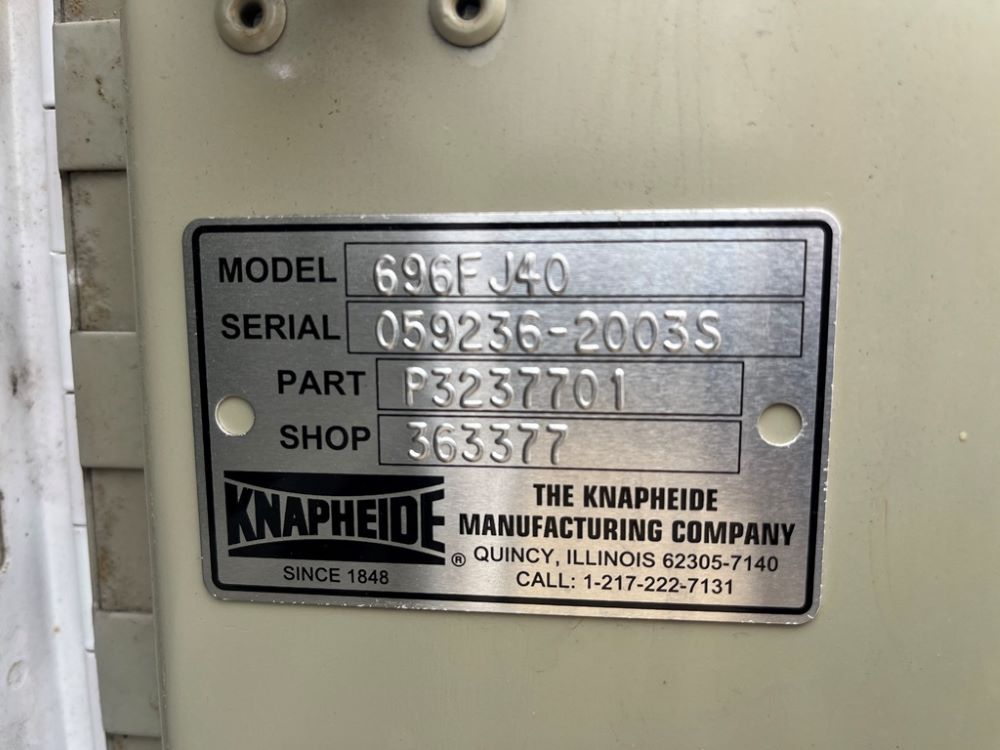 MODEL 696FJ40
SERIAL 059236-2003S
PART P3237701
SHOP 363377
KNAPHEIDE ®
SINCE 1848
THE KNAPHEIDE
MANUFACTURING COMPANY
QUINCY, ILLINOIS 62305-7140
CALL: 1-217-222-7131